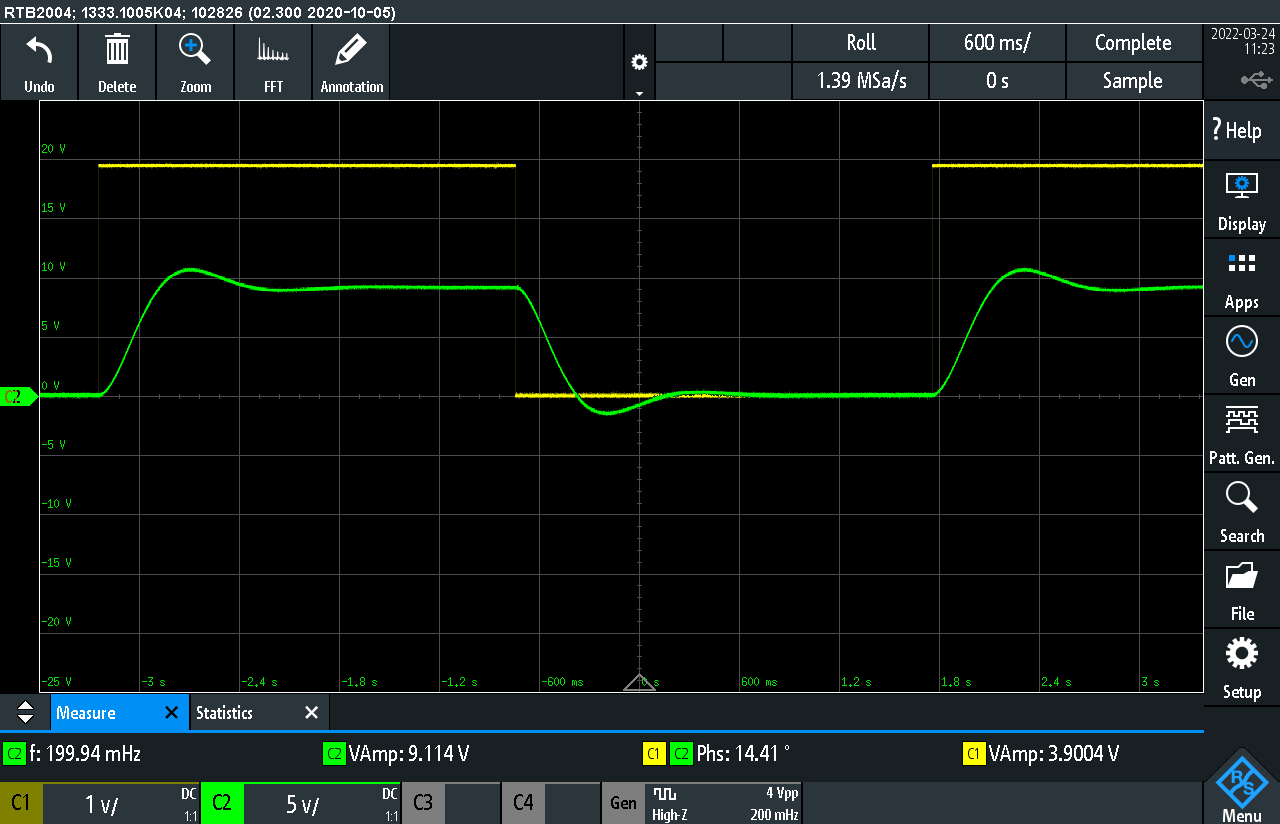 RTB2004; 1333.1005K04; 102826 (02.300 2020-10-05)
Undo
Delete
Zoom
FFT
Annotation
Roll
600 ms/
Complete
1.39 MSa/s
0 s
Sample
2022-03-24
11:23
20 V
15 V
10 V
5 V
0 V
-5 V
-10 V
-15 V
-20 V
-25 V
C2
-3 s
-2,4 s
-1,8 s
-1,2 s
-600 ms
0 s
600 ms
1,2 s
1,8 s
2,4 s
3 s
? Help
Display
Apps
Gen
Patt. Gen.
Search
File
Setup
Menu
Measure
Statistics
C2 f: 199.94 mHz
C2 VAmp: 9.114 V
C1 C2 Phs: 14.41 °
C1 VAmp: 3.9004 V
C1 1 V/ DC 1:1
C2 5 V/ DC 1:1
C3
C4
Gen
High-Z
4 Vpp
200 mHz
R S